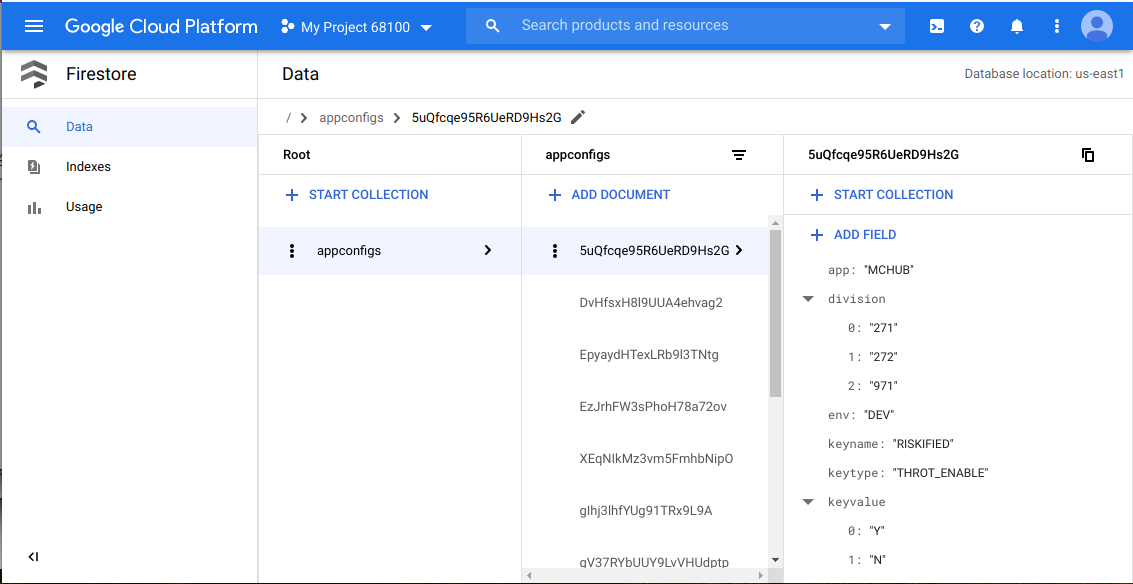 Google Cloud Platform My Project 68100 Search products and resources
Firestore Data Database location: us-east1
Data
Indexes
Usage
/ appconfigs 5uQfcqe95R6UeRD9Hs2G
Root
START COLLECTION
appconfigs
appconfigs
ADD DOCUMENT
5uQfcqe95R6UeRD9Hs2G
DvHfsxH8l9UUA4ehvag2
EpyaydHTexLRb9l3TNtg
EzJrhFW3sPhoH78a72ov
XEqNIkMz3vm5FmhbNipO
gIhj3lhfYUg91TRx9L9A
qV37RYbUUY9LvVHUdptp
5uQfcqe95R6UeRD9Hs2G
START COLLECTION
ADD FIELD
app: "MCHUB"
division
0: "271"
1: "272"
2: "971"
env: "DEV"
keyname: "RISKIFIED"
keytype: "THROT_ENABLE"
keyvalue
0: "Y"
1: "N"